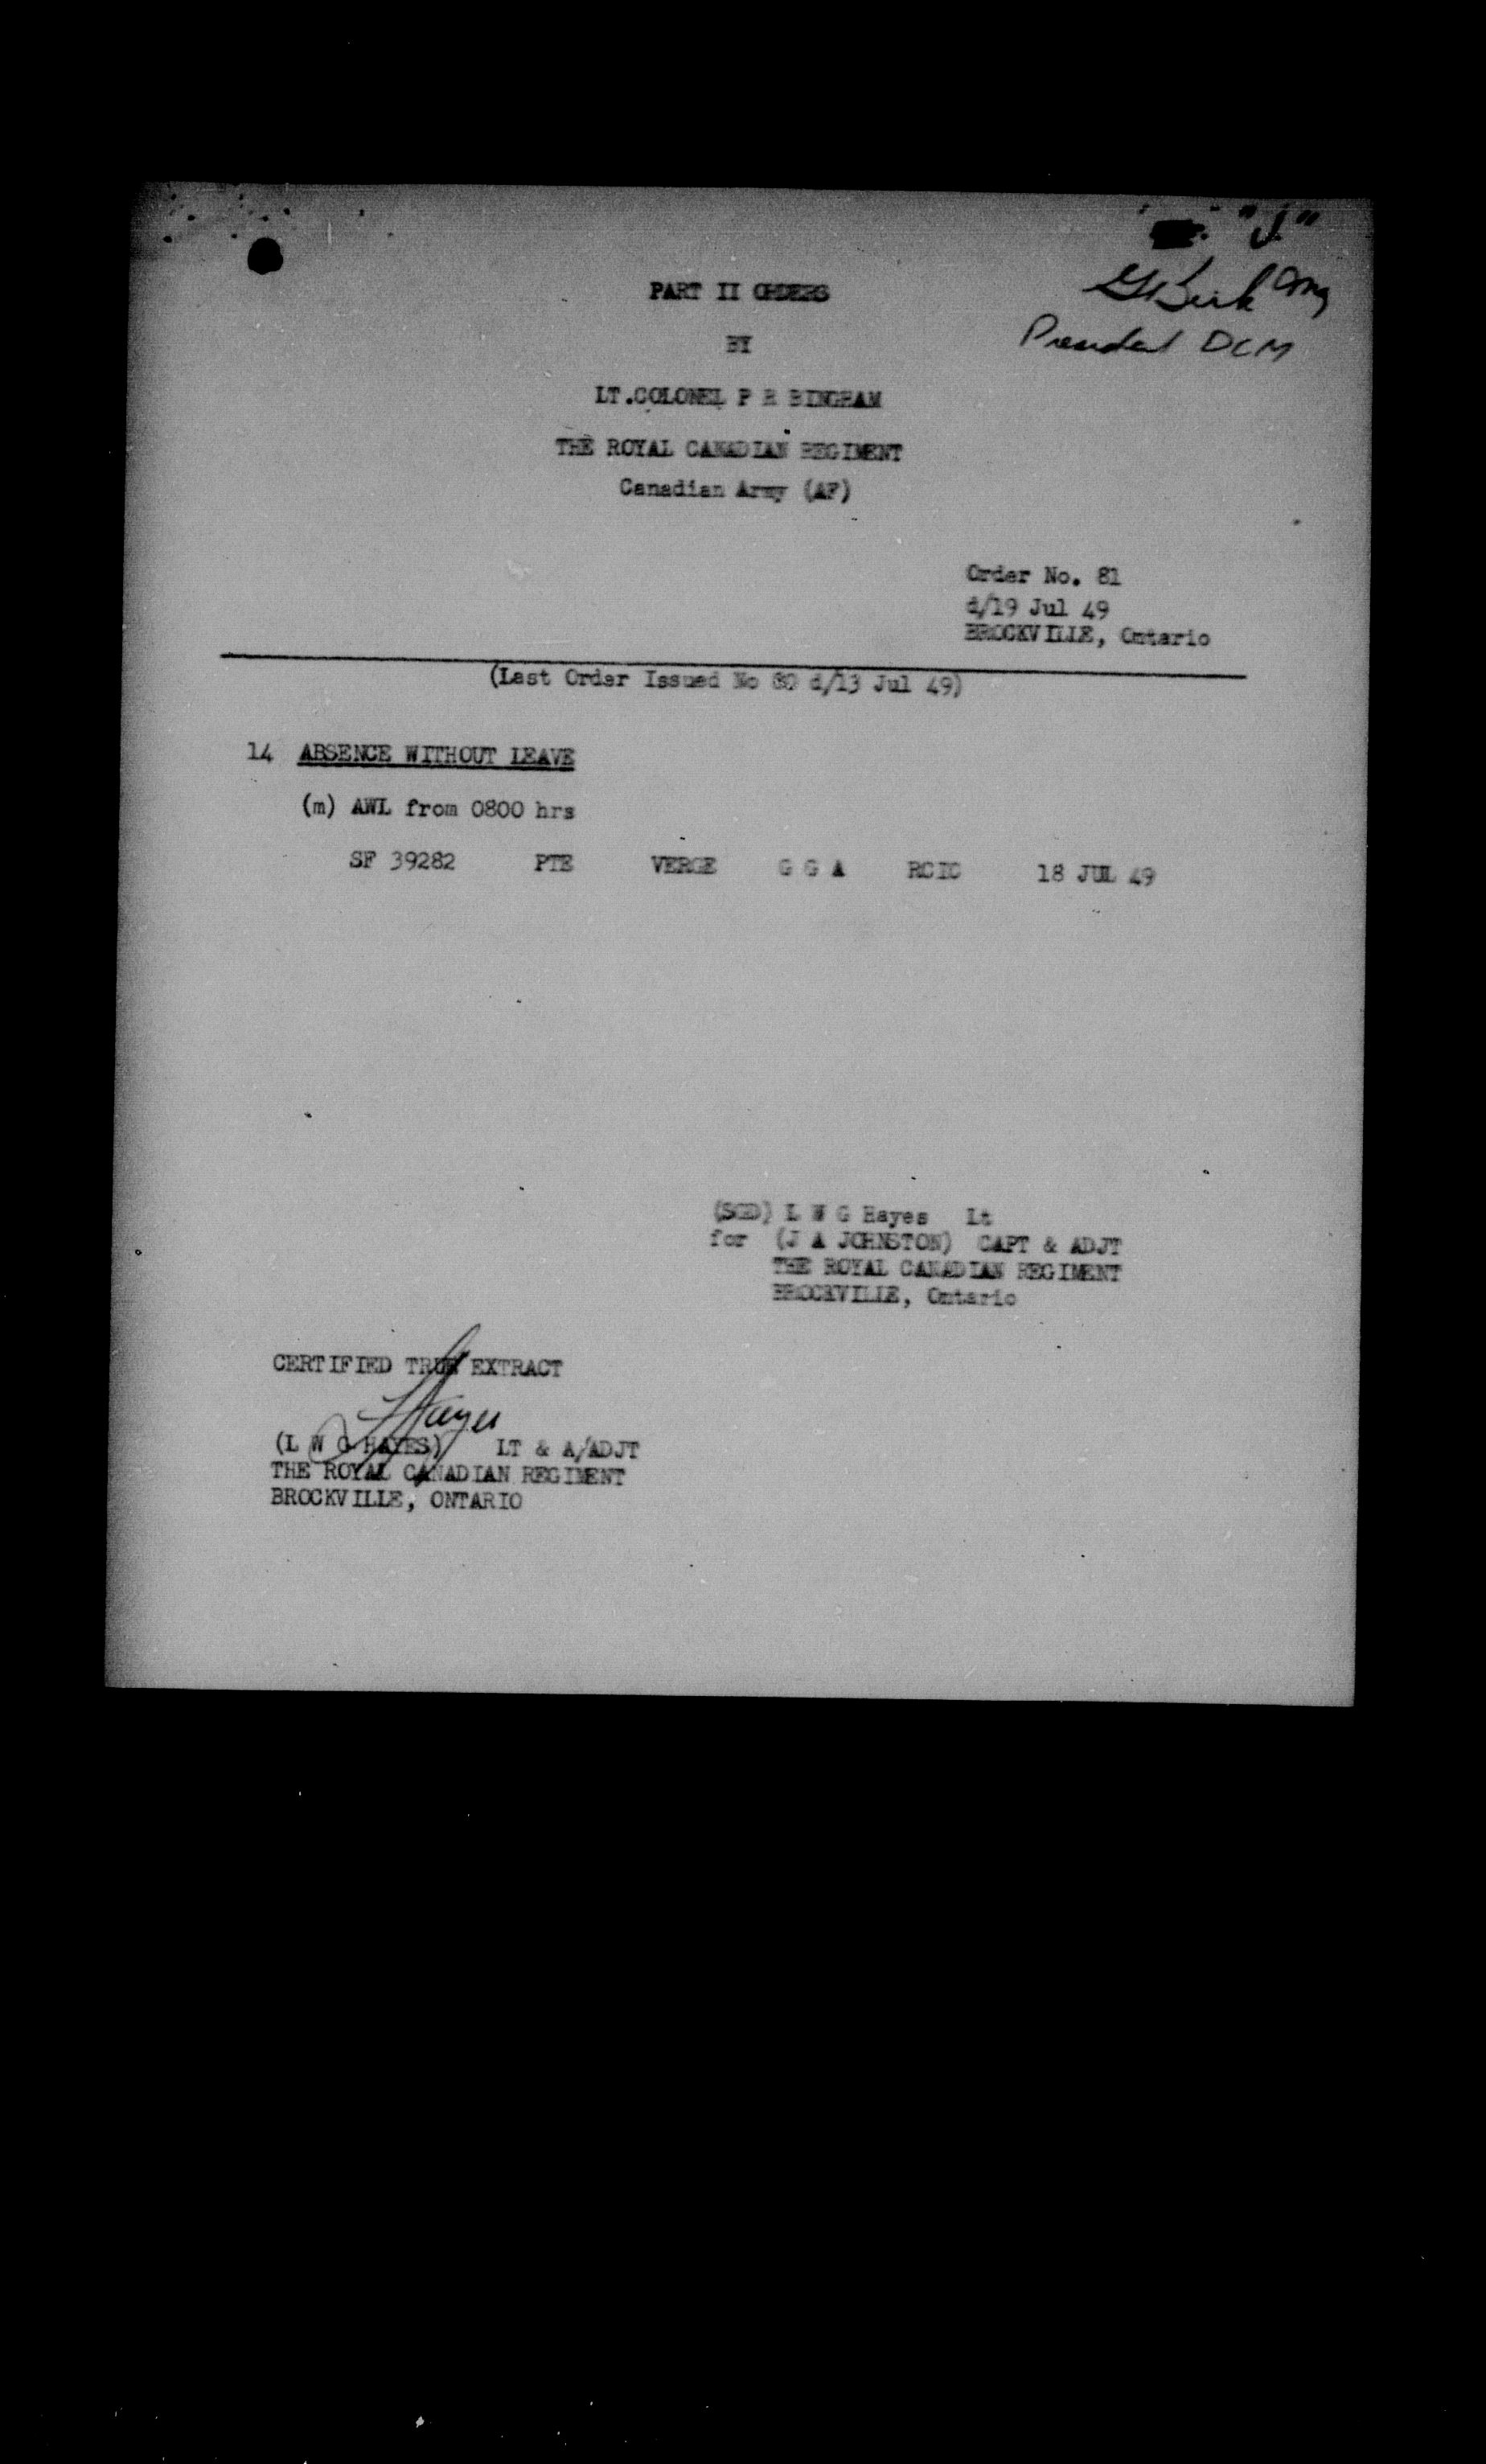 "J"
President DCM
PART II ORDERS
BY
LT.COLONEL P R BINGHAM
THE ROYAL CANADIAN REGIMENT
Canadian Army (AF)
Order No. 81
d/19 Jul 49
BROCKVILLE, Ontario
(Last Order Issued No 80 d/13 Jul 49)
14 ABSENCE WITHOUT LEAVE
(m) AWL from 0800 hrs
SF 39282 PTE VERGE G G A RCIC 18 JUL 49
(SGD) L W G Hayes Lt
for (J A JOHNSTON) CAPT & ADJT
THE ROYAL CANADIAN REGIMENT
BROCKVILLE, Ontario
CERTIFIED TRUE EXTRACT
LHayes
(L W G HAYES) LT & A/ADJT
THE ROYAL CANADIAN REGIMENT
BROCKVILLE, ONTARIO